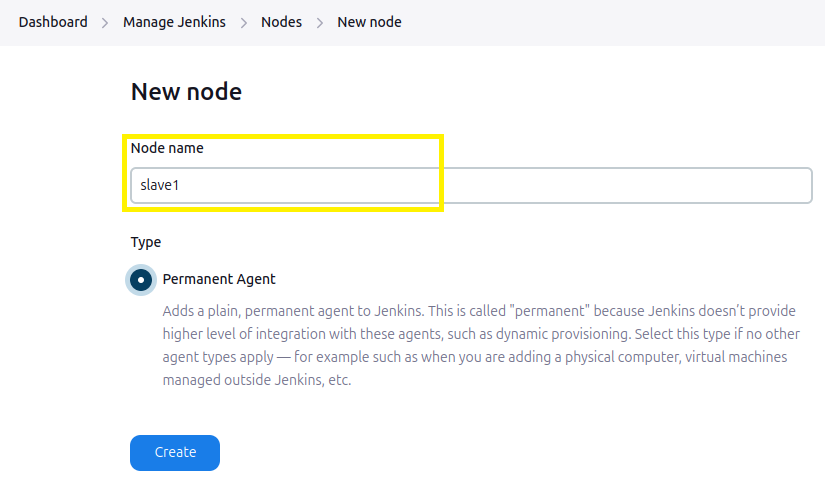 Dashboard > Manage Jenkins > Nodes > New node
New node
Node name
slave1
Type
Permanent Agent
Adds a plain, permanent agent to Jenkins. This is called "permanent" because Jenkins doesn’t provide
higher level of integration with these agents, such as dynamic provisioning. Select this type if no other
agent types apply — for example such as when you are adding a physical computer, virtual machines
managed outside Jenkins, etc.
Create